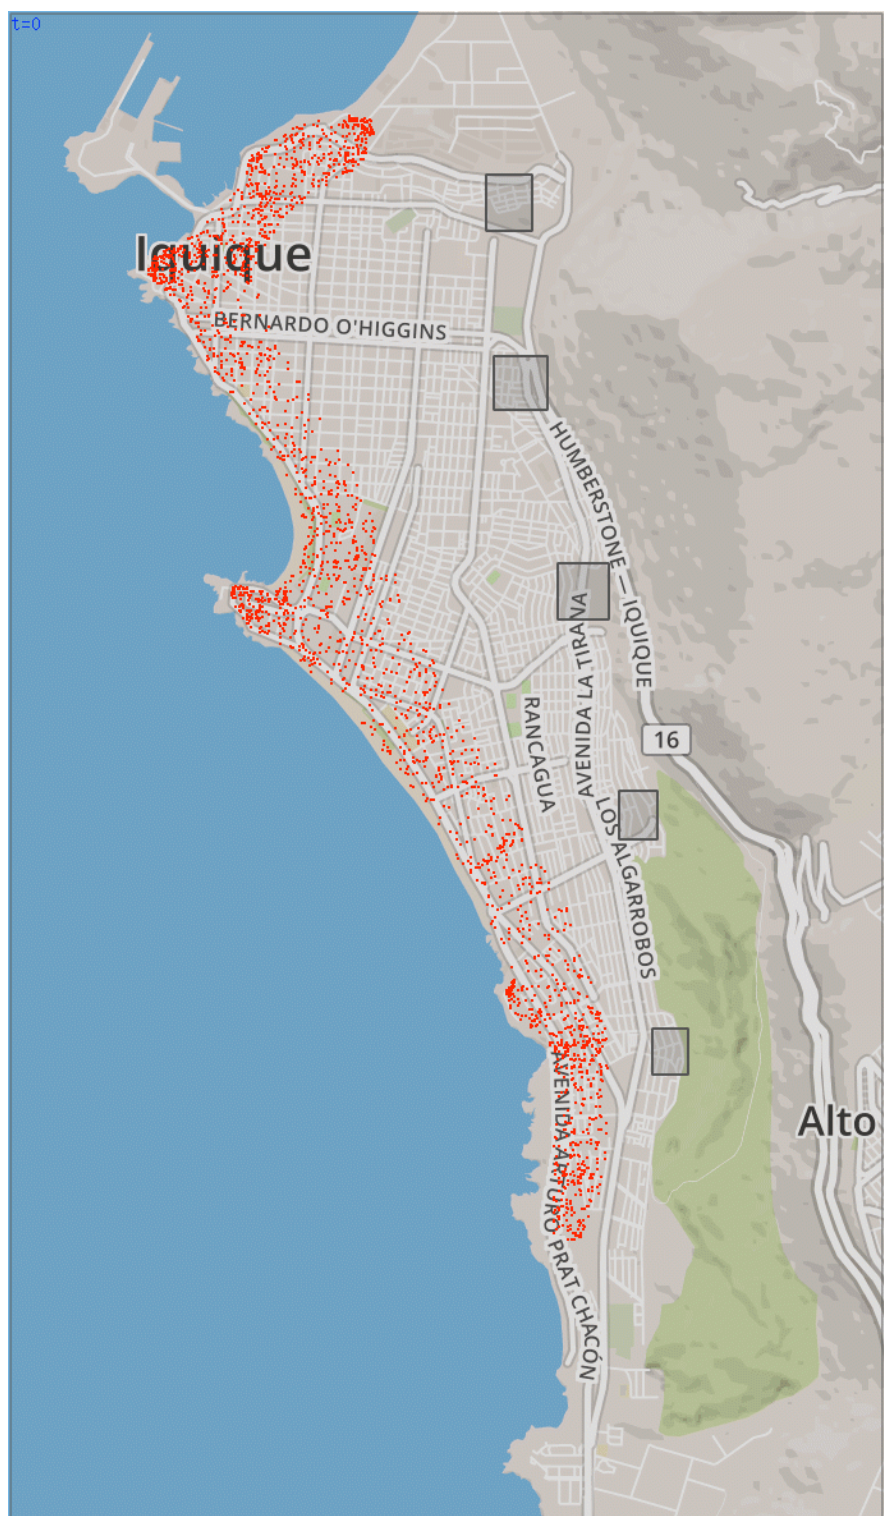 t=0
Iquique
BERNARDO O'HIGGINS
HUMBERSTONE — IQUIQUE
AVENIDA LA TIRANA
RANCAGUA
16
LOS ALGARROBOS
AVENIDA ARTURO PRAT CHACÓN
Alto